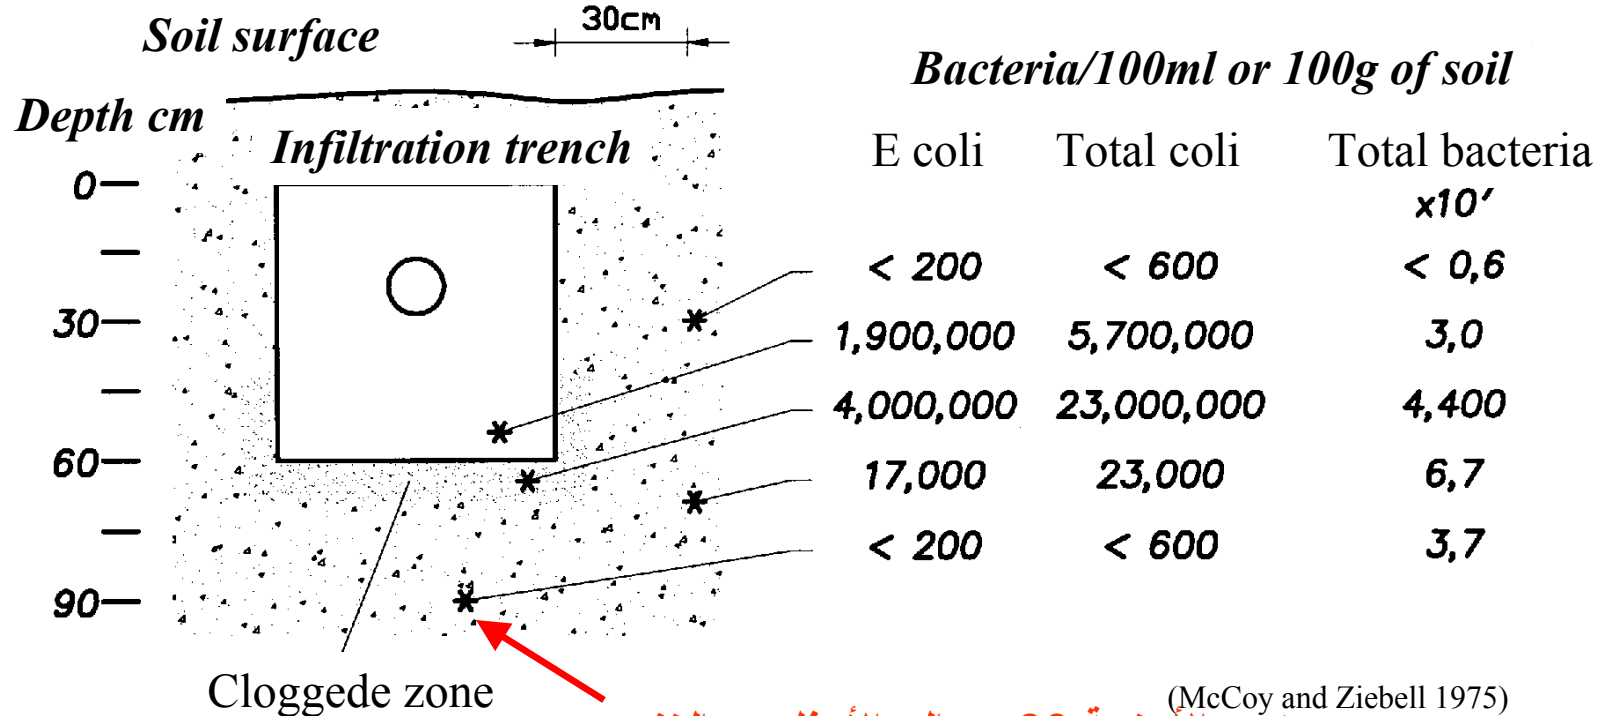 30cm
Soil surface
Bacteria/100ml or 100g of soil
Depth cm
Infiltration trench
E coli Total coli Total bacteria
x10′
0
< 200 < 600 < 0,6
30
1,900,000 5,700,000 3,0
4,000,000 23,000,000 4,400
60
17,000 23,000 6,7
< 200 < 600 3,7
90
Cloggede zone
(McCoy and Ziebell 1975)